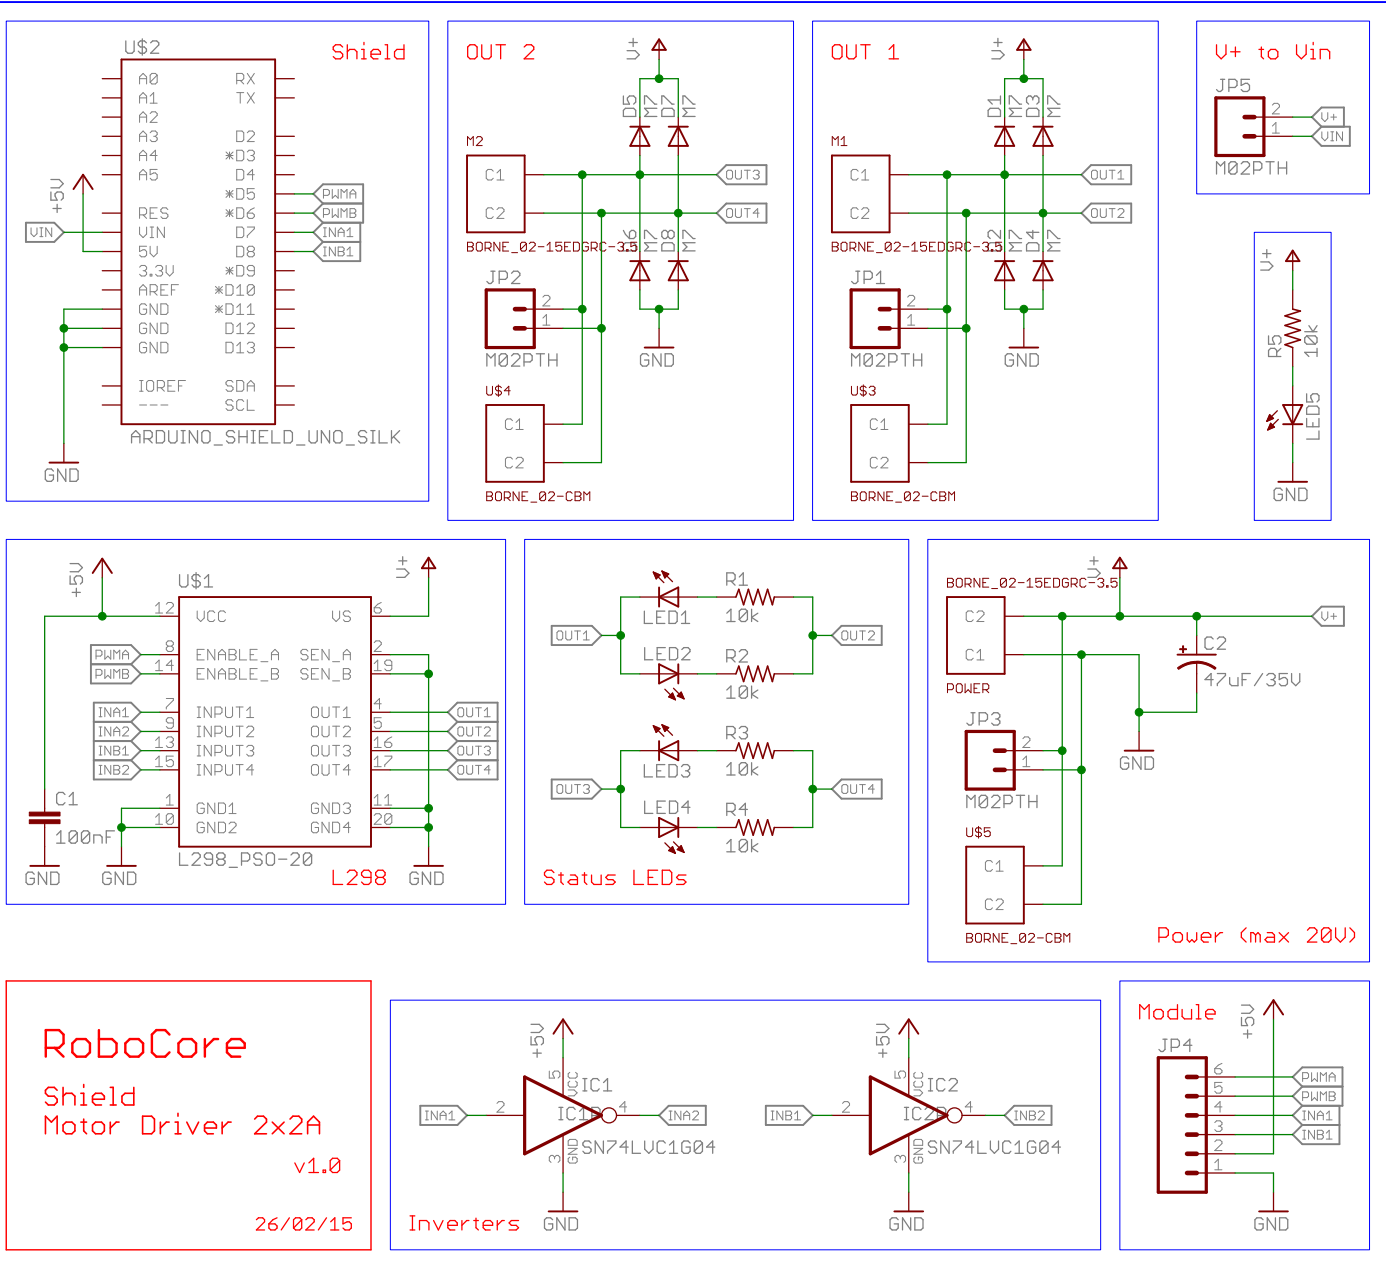 Shield
U$2
A0 RX
A1 TX
A2
A3 D2
A4 *D3
A5 D4
+5V
*D5 PWMA
RES *D6 PWMB
VIN VIN D7 INA1
5V D8 INB1
3.3V *D9
AREF *D10
GND *D11
GND D12
GND D13
IOREF SDA
--- SCL
ARDUINO_SHIELD_UNO_SILK
GND
OUT 2
V+
D5 M7 D7 M7
M2
C1 OUT3
C2 OUT4
BORNE_02-15EDGRC-3.5
M7 D8 M7
JP2
2
1
M02PTH
GND
U$4
C1
C2
BORNE_02-CBM
OUT 1
V+
D1 M7 D3 M7
M1
C1 OUT1
C2 OUT2
BORNE_02-15EDGRC-3.5
M7 D4 M7
JP1
2
1
M02PTH
GND
U$3
C1
C2
BORNE_02-CBM
V+ to Vin
JP5
2 V+
1 VIN
M02PTH
V+
R5
10k
LED5
GND
+5V
V+
U$1
12 VCC VS 6
PWMA 8 ENABLE_A SEN_A 2
PWMB 14 ENABLE_B SEN_B 19
INA1 7 INPUT1 OUT1 4 OUT1
INA2 9 INPUT2 OUT2 5 OUT2
INB1 13 INPUT3 OUT3 16 OUT3
INB2 15 INPUT4 OUT4 17 OUT4
C1
100nF
1 GND1 GND3 11
10 GND2 GND4 20
L298_PSO-20
GND GND L298 GND
R1
LED1 10k
OUT1 OUT2
LED2 R2
10k
R3
LED3 10k
OUT3 OUT4
LED4 R4
10k
Status LEDs
V+
BORNE_02-15EDGRC-3.5
C2 V+
C1
POWER
C2
47uF/35V
JP3
2
1
M02PTH
GND
U$5
C1
C2
BORNE_02-CBM
Power (max 20V)
RoboCore
Shield
Motor Driver 2x2A
v1.0
26/02/15
+5V
5 VCC
IC1
INA1 2 4 INA2
SN74LVC1G04
3 GND
GND
+5V
5 VCC
IC2
INB1 2 4 INB2
SN74LVC1G04
3 GND
GND
Inverters
Module
+5V
JP4
6 PWMA
5 PWMB
4 INA1
3 INB1
2
1
GND